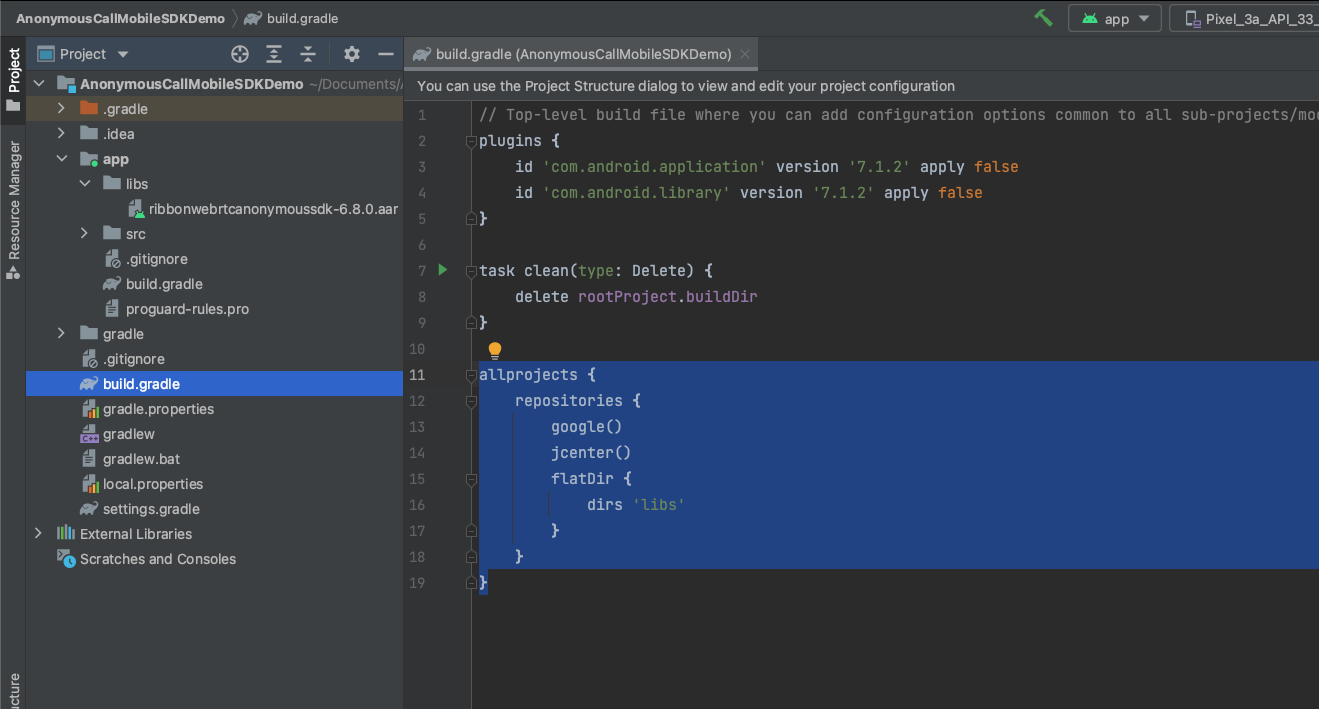 AnonymousCallMobileSDKDemo build.gradle
app
Pixel_3a_API_33_
Project
Resource Manager
ucture
Project
AnonymousCallMobileSDKDemo ~/Documents/A
.gradle
.idea
app
libs
ribbonwebrtcanonymoussdk-6.8.0.aar
src
.gitignore
build.gradle
proguard-rules.pro
gradle
.gitignore
build.gradle
gradle.properties
gradlew
gradlew.bat
local.properties
settings.gradle
External Libraries
Scratches and Consoles
build.gradle (AnonymousCallMobileSDKDemo)
You can use the Project Structure dialog to view and edit your project configuration
1 // Top-level build file where you can add configuration options common to all sub-projects/mod
2 plugins {
3 id 'com.android.application' version '7.1.2' apply false
4 id 'com.android.library' version '7.1.2' apply false
5 }
6
7 task clean(type: Delete) {
8 delete rootProject.buildDir
9 }
10
11 allprojects {
12 repositories {
13 google()
14 jcenter()
15 flatDir {
16 dirs 'libs'
17 }
18 }
19 }